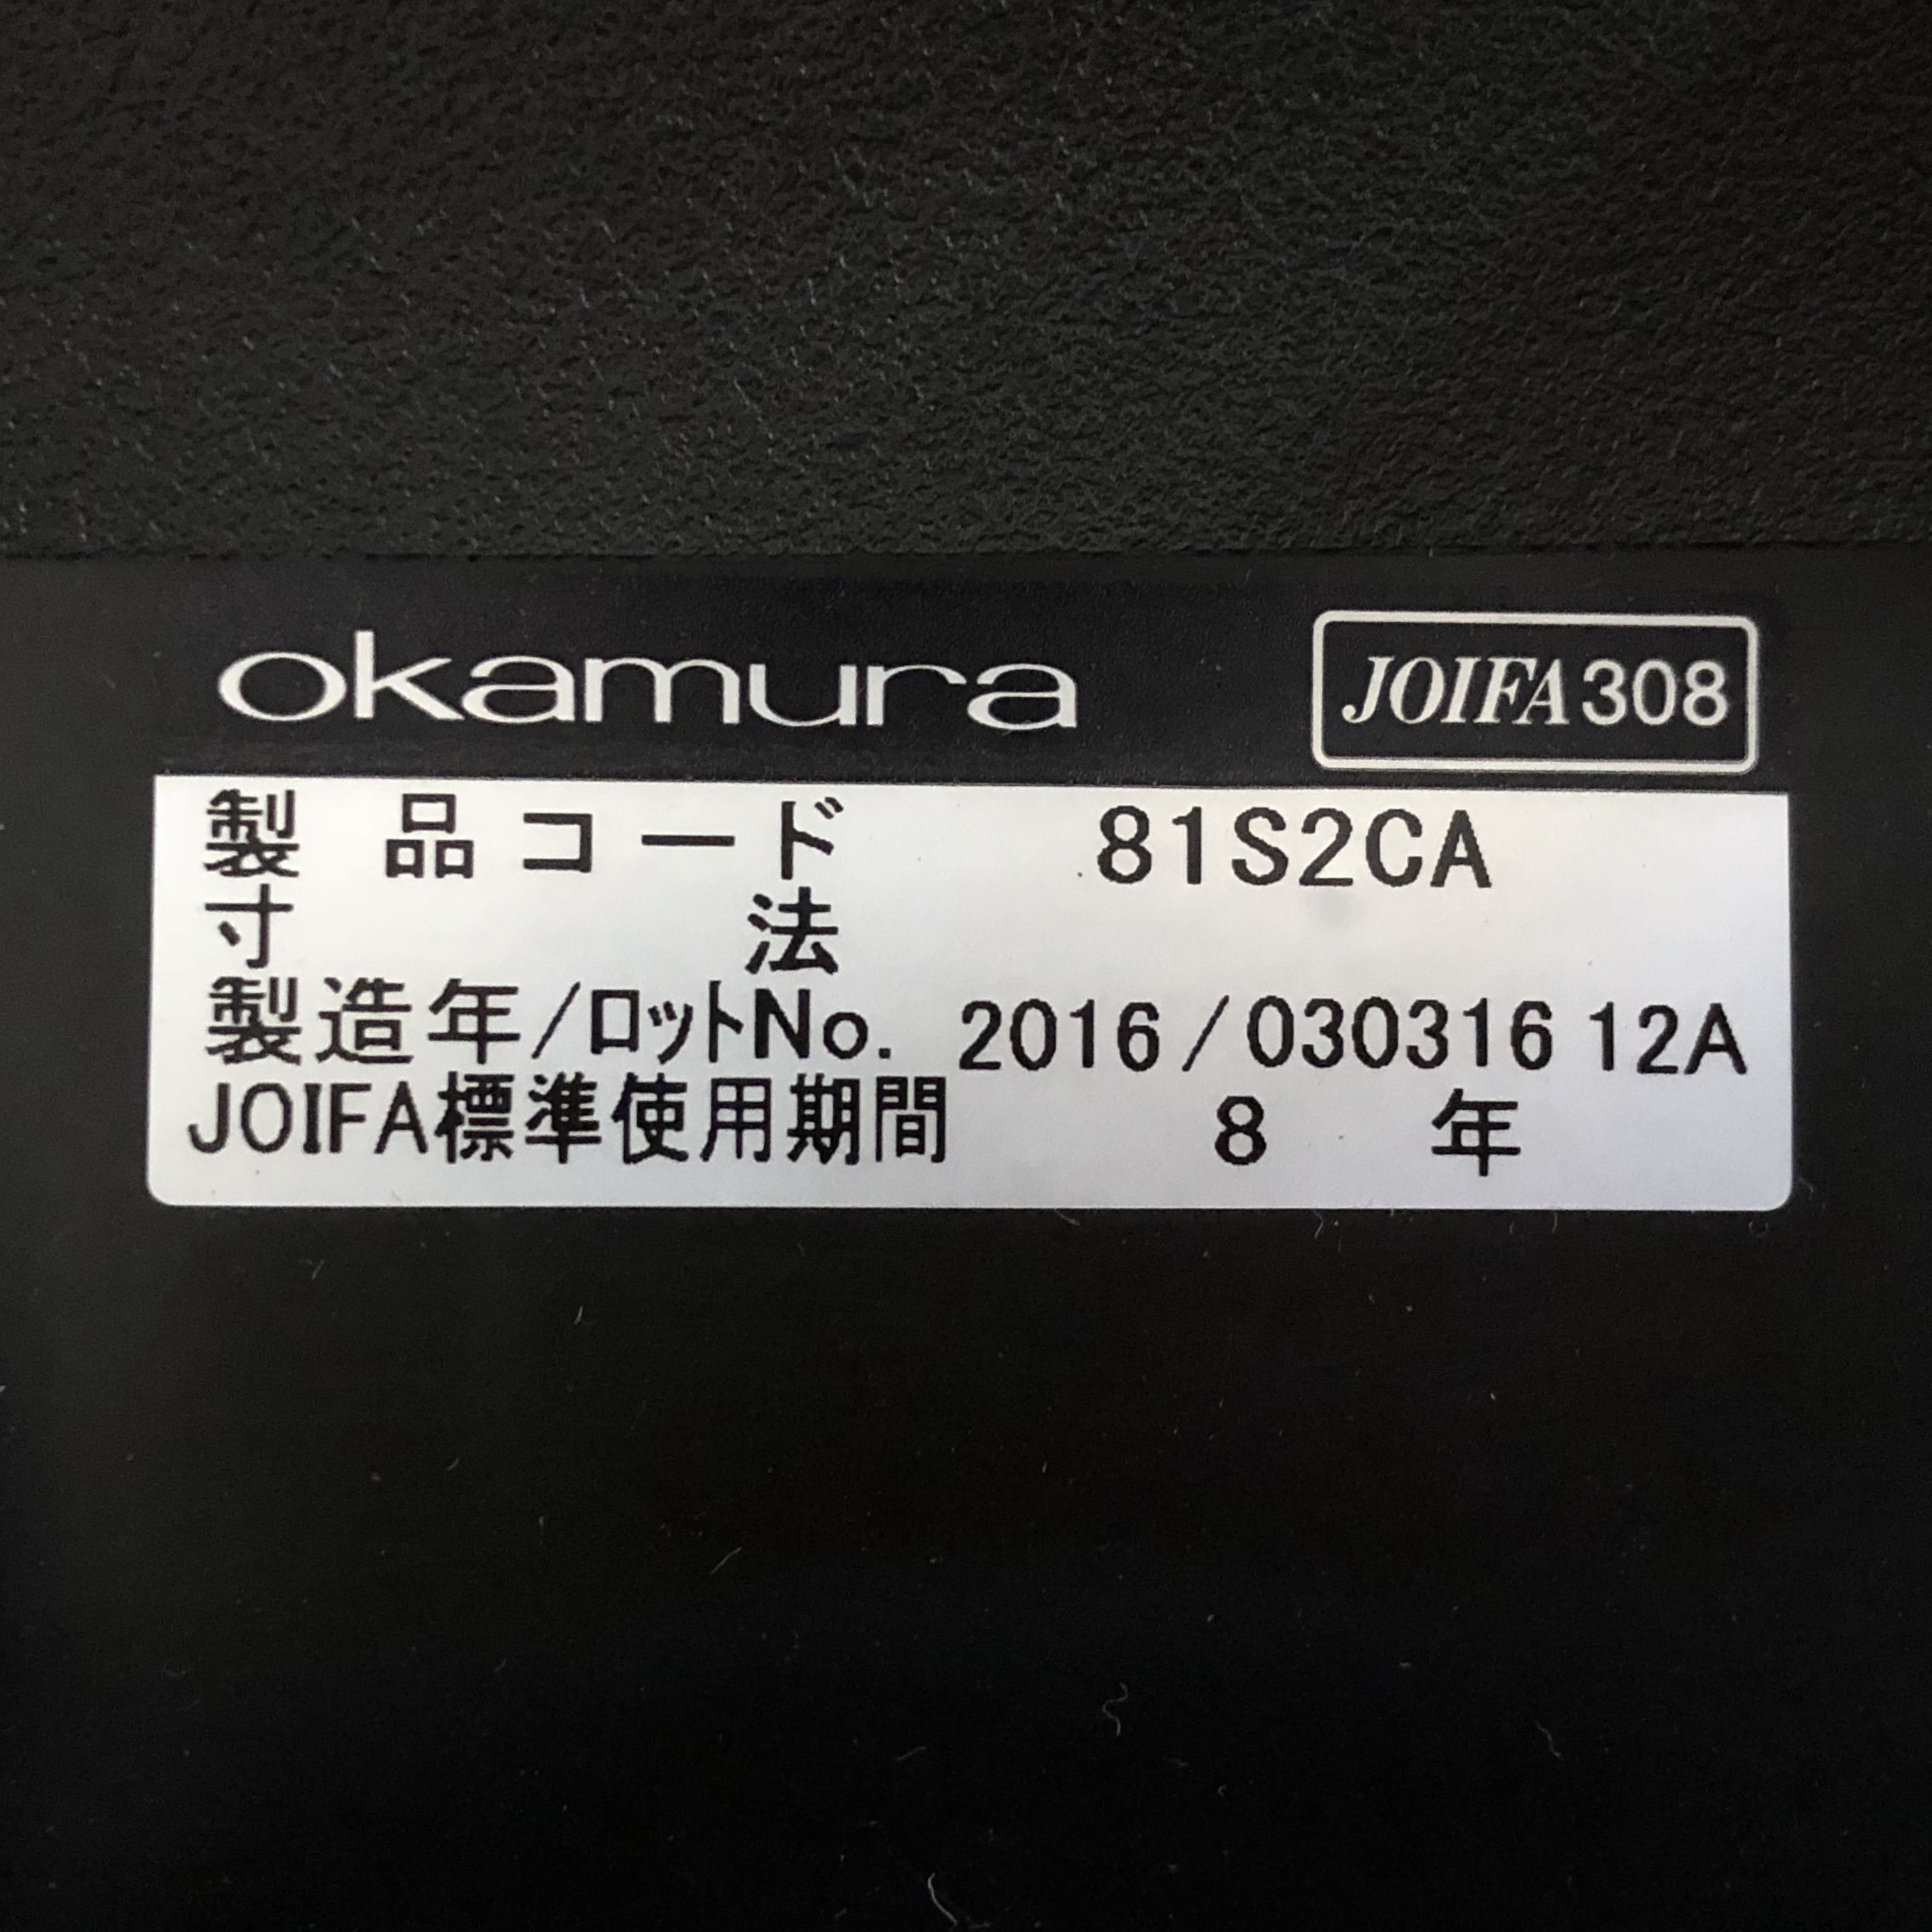 okamura
JOIFA308
製品コード 81S2CA
寸法
製造年/ロットNo. 2016/030316 12A
JOIFA標準使用期間 8 年